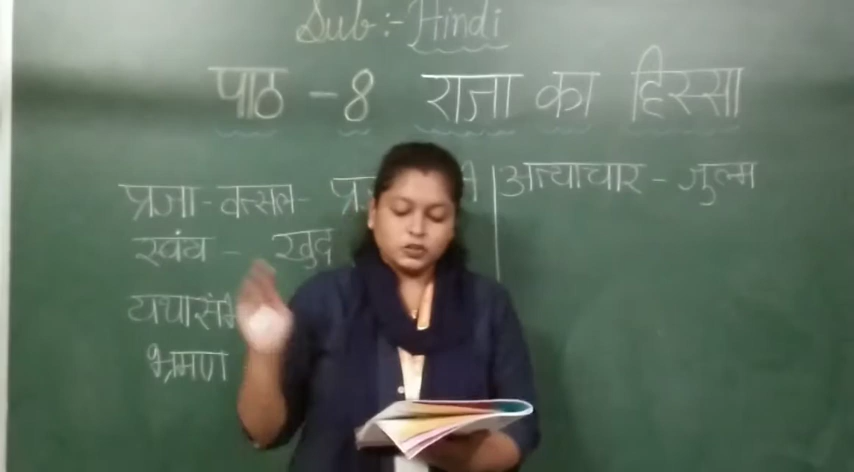 Sub:- Hindi
पाठ - 8 राजा का हिस्सा
प्रजा - वत्सल -
स्वंय - खुद
भ्रमण
अत्याचार - जुल्म